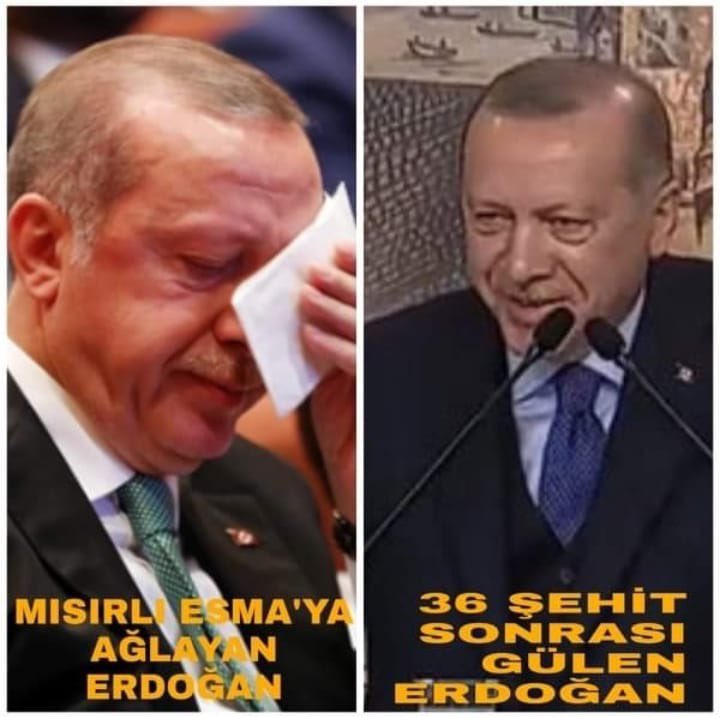 MISIRLI ESMA'YA
AĞLAYAN
ERDOĞAN
36 ŞEHİT
SONRASI
GÜLEN
ERDOĞAN